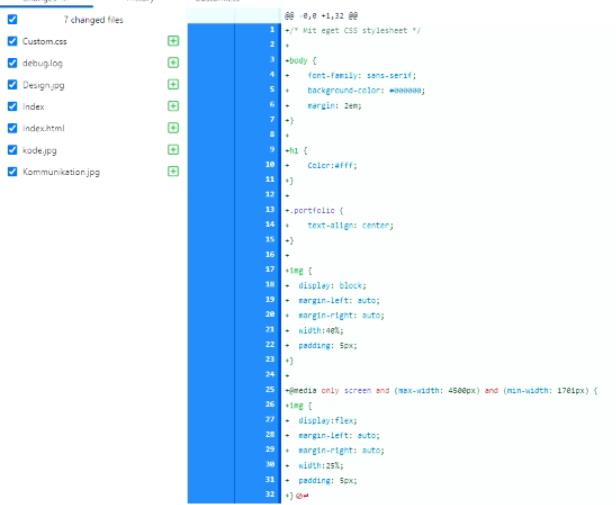 7 changed files
Custom.css
debug.log
Design.jpg
Index
index.html
kode.jpg
Kommunikation.jpg
@@ -0,0 +1,32 @@
1 +/* Mit eget CSS stylesheet */
2 +
3 +body {
4 + font-family: sans-serif;
5 + background-color: #000000;
6 + margin: 2em;
7 +}
8 +
9 +h1 {
10 + Color:#fff;
11 +}
12 +
13 +.portfolio {
14 + text-align: center;
15 +}
16 +
17 +img {
18 + display: block;
19 + margin-left: auto;
20 + margin-right: auto;
21 + width:40%;
22 + padding: 5px;
23 +}
24 +
25 +@media only screen and (max-width: 4500px) and (min-width: 1701px) {
26 +img {
27 + display:flex;
28 + margin-left: auto;
29 + margin-right: auto;
30 + width:25%;
31 + padding: 5px;
32 +}